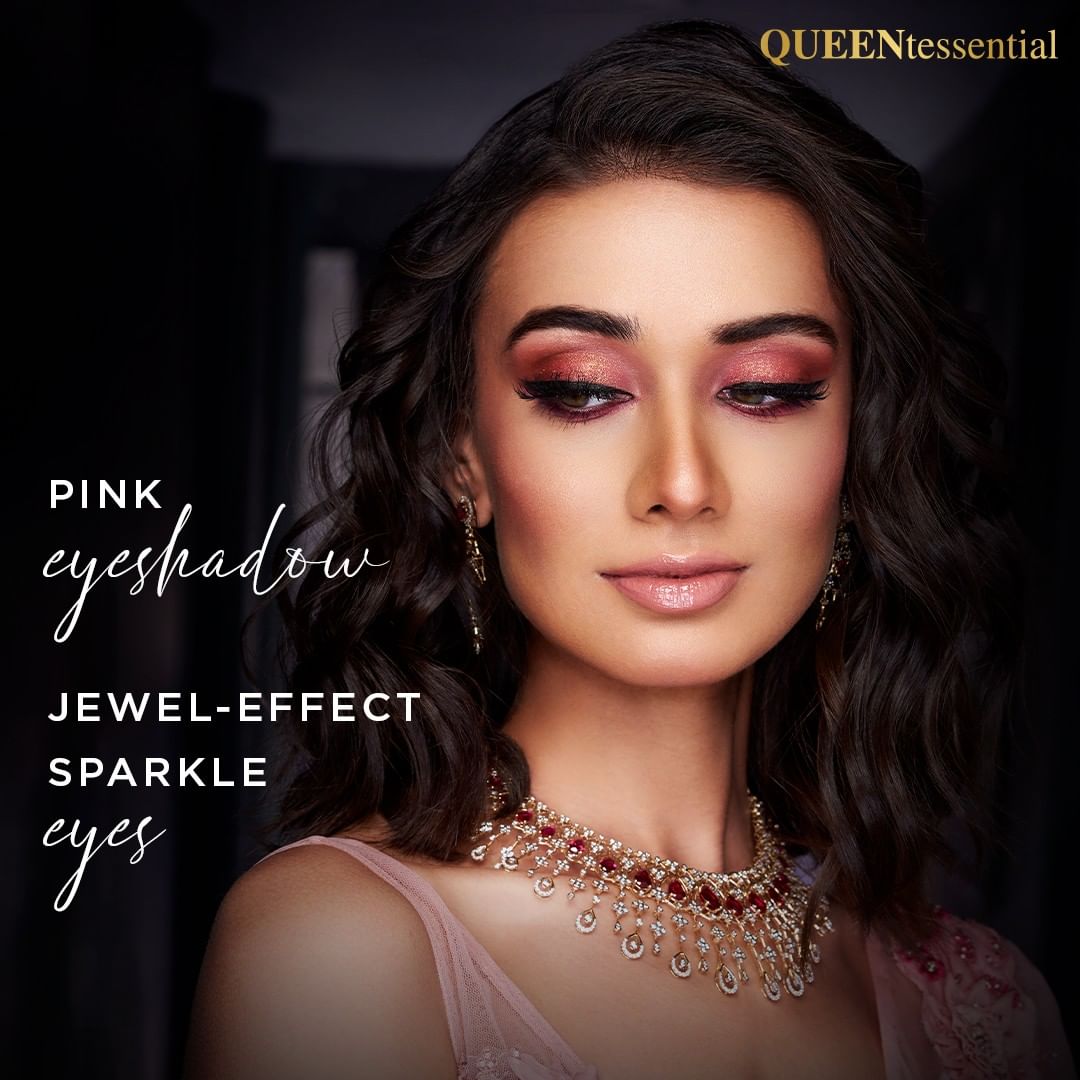 QUEENtessential
PINK
eyeshadow
JEWEL-EFFECT
SPARKLE
eyes